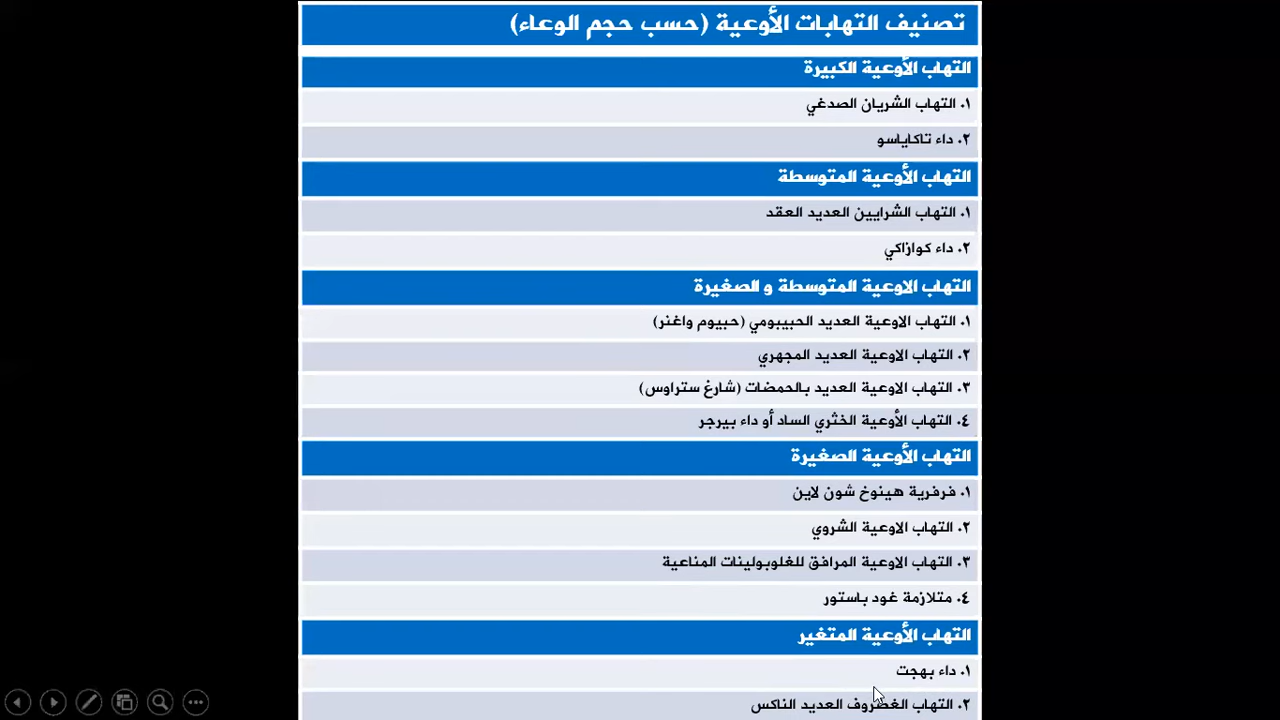 تصنيف التهابات الأوعية (حسب حجم الوعاء)
التهاب الأوعية الكبيرة
١. التهاب الشريان الصدغي
٢. داء تاكاياسو
التهاب الأوعية المتوسطة
١. التهاب الشرايين العديد العقد
٢. داء كوازاكي
التهاب الاوعية المتوسطة و الصغيرة
١. التهاب الاوعية العديد الحبيبومي (حبيوم واغنر)
٢. التهاب الاوعية العديد المجهري
٣. التهاب الاوعية العديد بالحمضات (شارغ ستراوس)
٤. التهاب الأوعية الخثري الساد أو داء بيرجر
التهاب الأوعية الصغيرة
١. فرفرية هينوخ شون لاين
٢. التهاب الاوعية الشروي
٣. التهاب الاوعية المرافق للغلوبولينات المناعية
٤. متلازمة غود باستور
التهاب الأوعية المتغير
١. داء بهجت
٢. التهاب الغضروف العديد الناكس